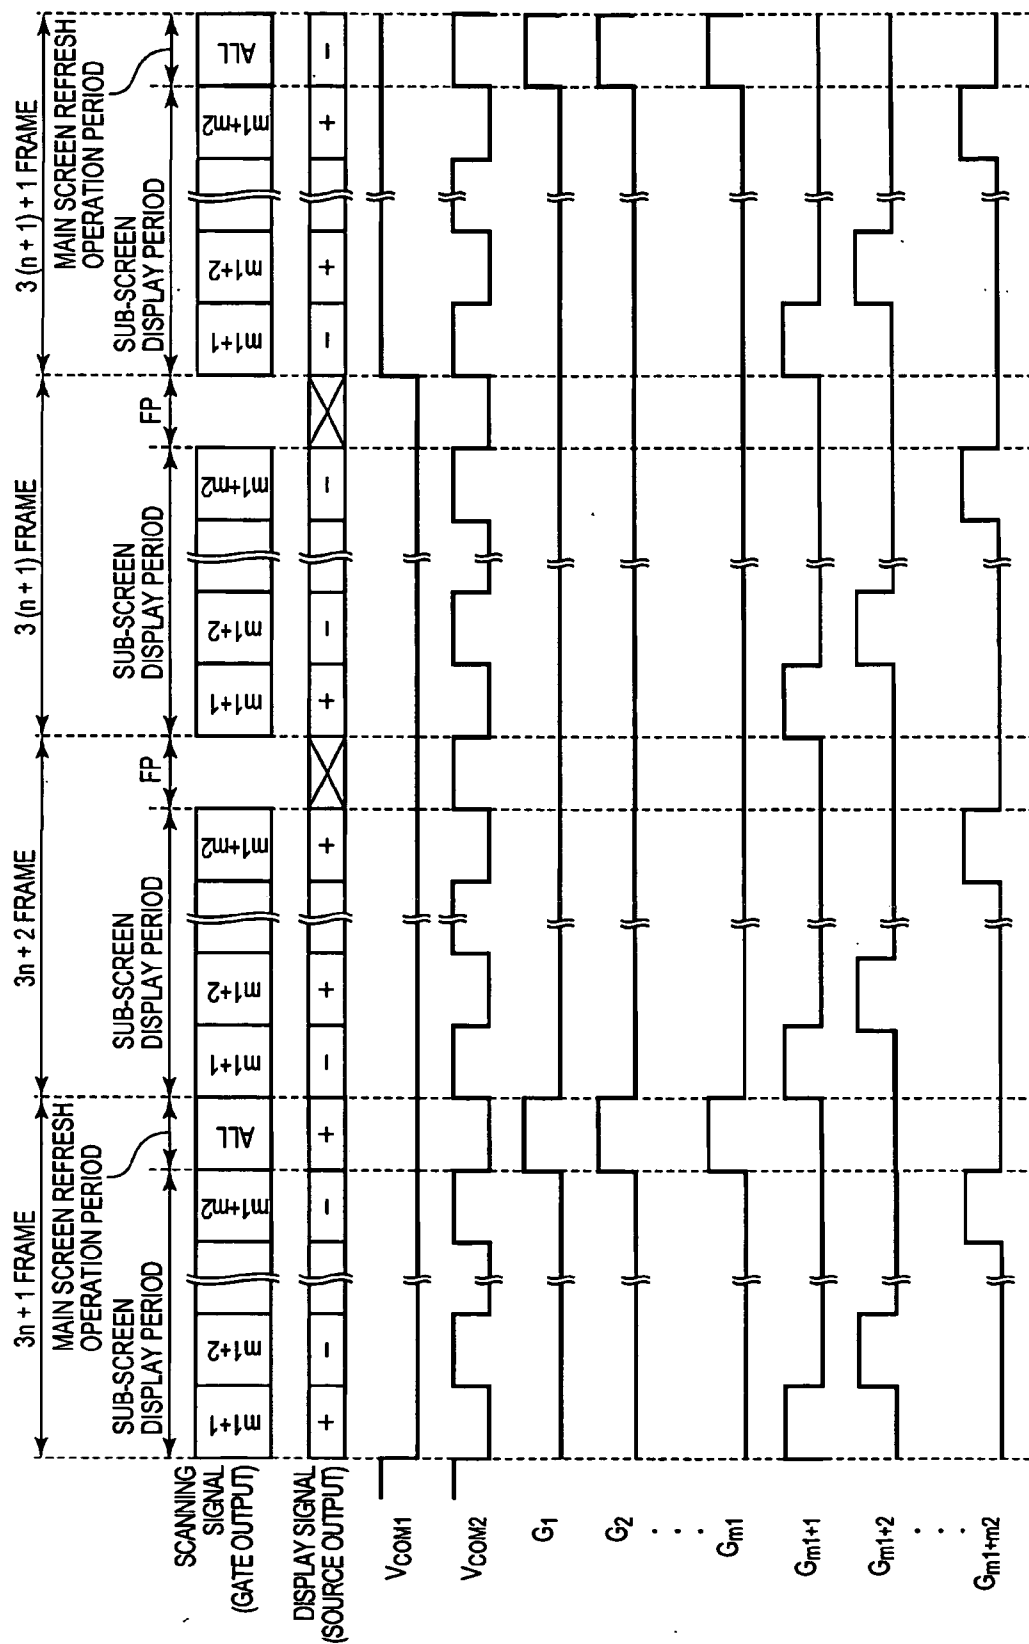 3n + 1 FRAME
3n + 2 FRAME
3 (n + 1) FRAME
3 (n + 1) + 1 FRAME
MAIN SCREEN REFRESH
OPERATION PERIOD
MAIN SCREEN REFRESH
OPERATION PERIOD
SUB-SCREEN
DISPLAY PERIOD
SUB-SCREEN
DISPLAY PERIOD
FP
SUB-SCREEN
DISPLAY PERIOD
FP
SUB-SCREEN
DISPLAY PERIOD
SCANNING
SIGNAL
(GATE OUTPUT)
m1+1 m1+2 m1+m2 ALL m1+1 m1+2 m1+m2 m1+1 m1+2 m1+m2 m1+1 m1+2 m1+m2 ALL
DISPLAY SIGNAL
(SOURCE OUTPUT)
+ − − + − + + + − − − + + −
VCOM1
VCOM2
G1
G2
· · · ·
Gm1
Gm1+1
Gm1+2
· · · ·
Gm1+m2